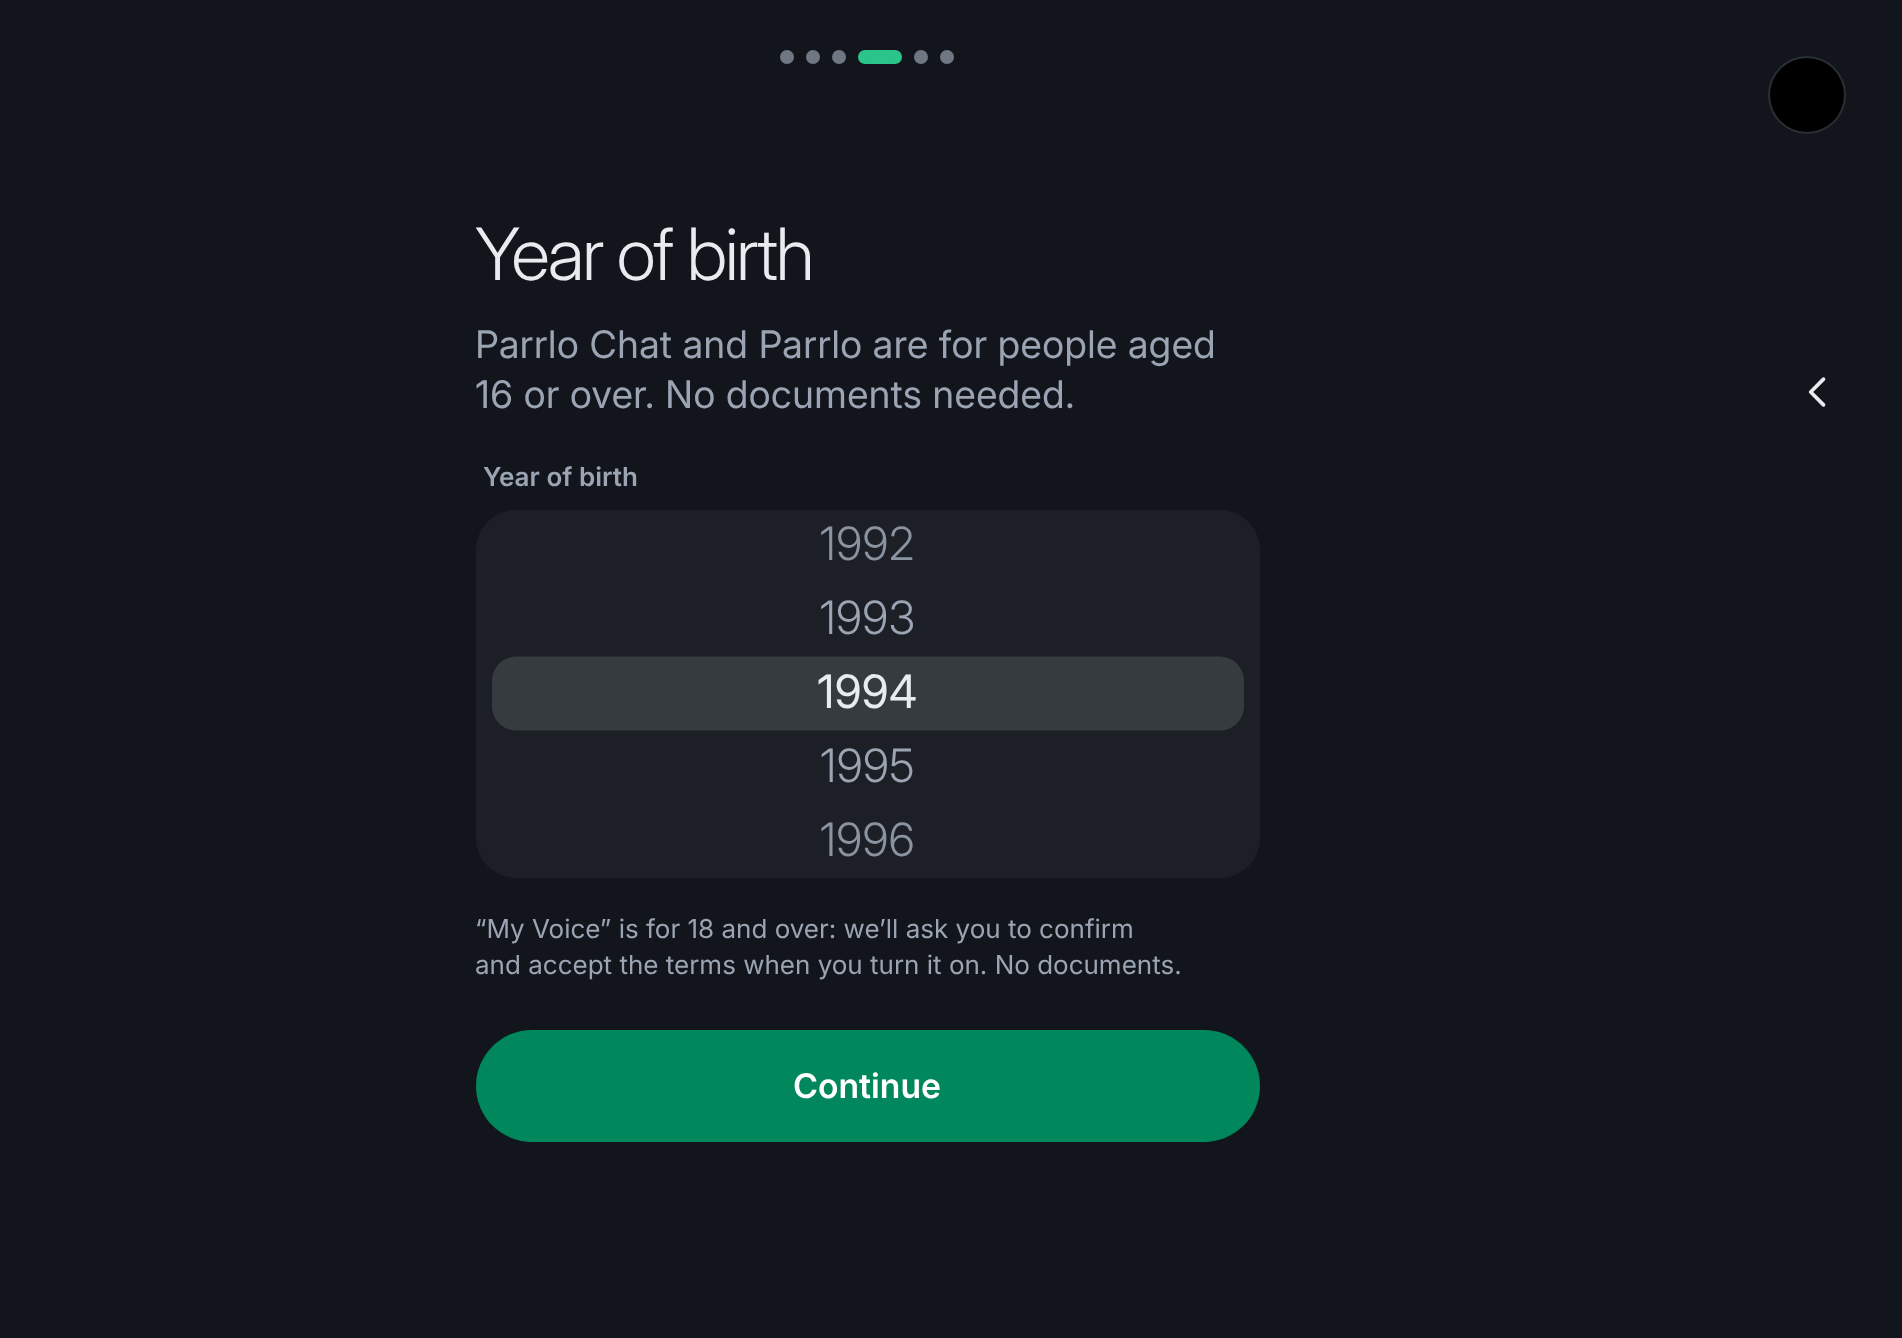 Year of birth
Parrlo Chat and Parrlo are for people aged
16 or over. No documents needed.
Year of birth
1992
1993
1994
1995
1996
“My Voice” is for 18 and over: we’ll ask you to confirm
and accept the terms when you turn it on. No documents.
Continue